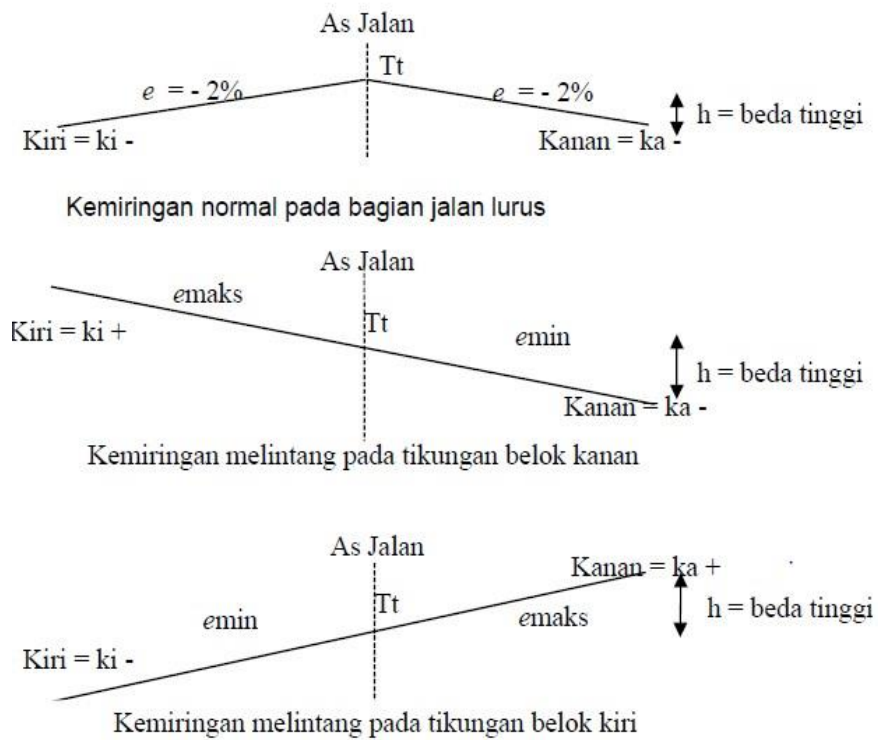 As Jalan
Tt
e = - 2%
e = - 2%
h = beda tinggi
Kiri = ki -
Kanan = ka -
Kemiringan normal pada bagian jalan lurus
As Jalan
emaks
Tt
Kiri = ki +
emin
h = beda tinggi
Kanan = ka -
Kemiringan melintang pada tikungan belok kanan
As Jalan
Kanan = ka +
Tt
emin
emaks
h = beda tinggi
Kiri = ki -
Kemiringan melintang pada tikungan belok kiri